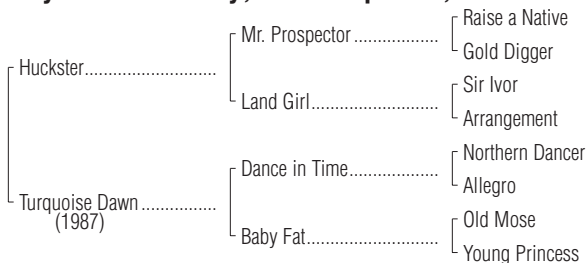 Raise a Native
Mr. Prospector...................
Gold Digger
Huckster...........................
Sir Ivor
Land Girl............................
Arrangement
Northern Dancer
Dance in Time....................
Allegro
Turquoise Dawn................
(1987)
Old Mose
Baby Fat............................
Young Princess